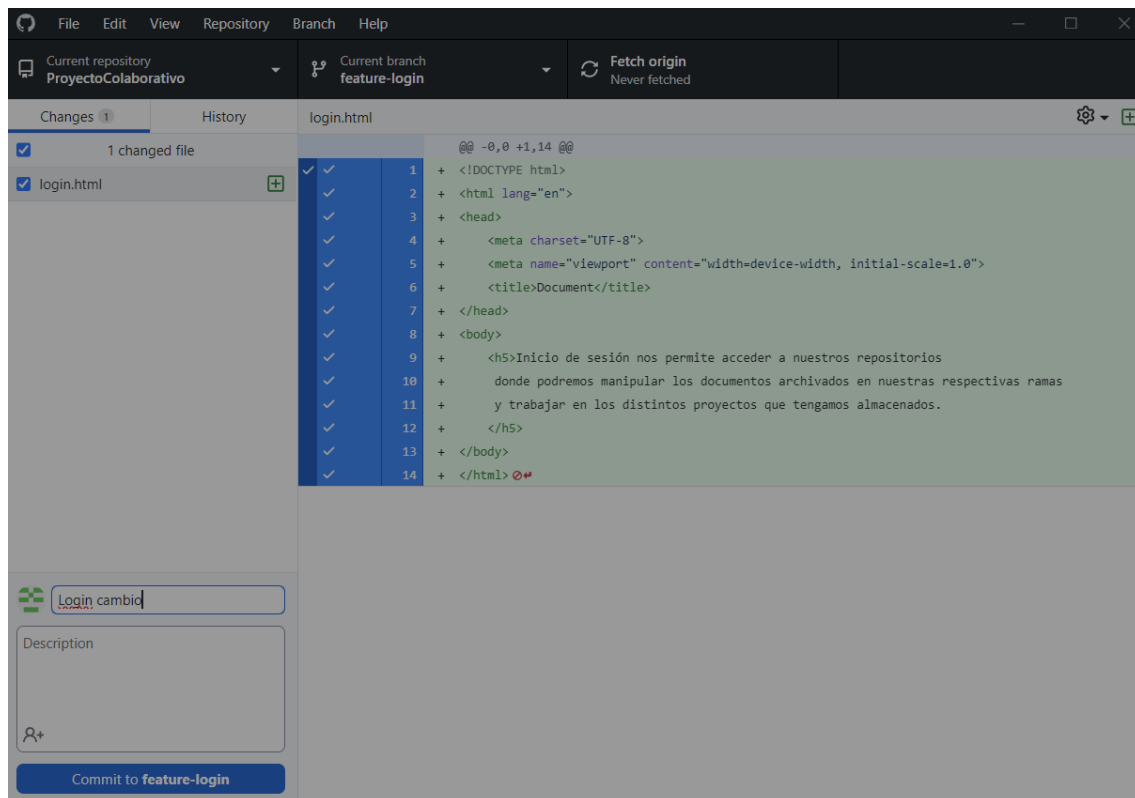 File Edit View Repository Branch Help
Current repository
ProyectoColaborativo
Current branch
feature-login
Fetch origin
Never fetched
Changes 1 History
login.html
1 changed file
login.html
@@ -0,0 +1,14 @@
1 + <!DOCTYPE html>
2 + <html lang="en">
3 + <head>
4 + <meta charset="UTF-8">
5 + <meta name="viewport" content="width=device-width, initial-scale=1.0">
6 + <title>Document</title>
7 + </head>
8 + <body>
9 + <h5>Inicio de sesión nos permite acceder a nuestros repositorios
10 + donde podremos manipular los documentos archivados en nuestras respectivas ramas
11 + y trabajar en los distintos proyectos que tengamos almacenados.
12 + </h5>
13 + </body>
14 + </html>
Login cambio
Description
Commit to feature-login